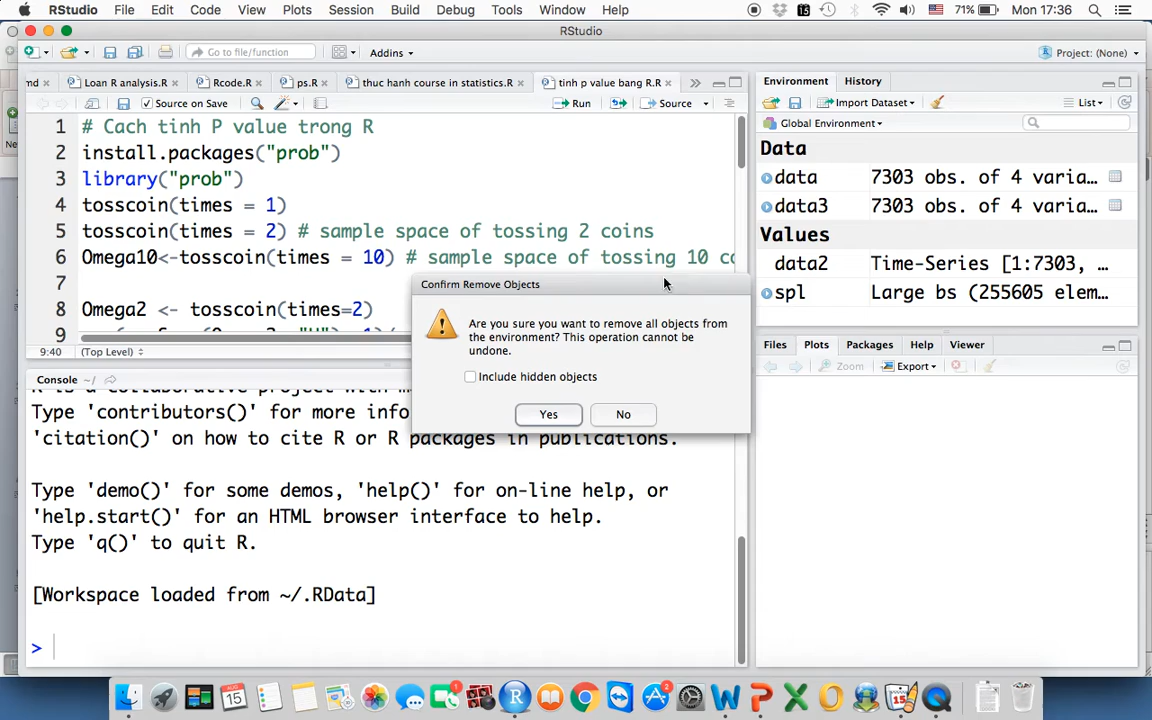 RStudio File Edit Code View Plots Session Build Debug Tools Window Help 15 71% Mon 17:36
RStudio
Go to file/function Addins Project: (None)
md Loan R analysis.R Rcode.R ps.R thuc hanh course in statistics.R tinh p value bang R.R
Source on Save Run Source
1 # Cach tinh P value trong R
2 install.packages("prob")
3 library("prob")
4 tosscoin(times = 1)
5 tosscoin(times = 2) # sample space of tossing 2 coins
6 Omega10<-tosscoin(times = 10) # sample space of tossing 10 co
7
8 Omega2 <- tosscoin(times=2)
9
9:40 (Top Level)
Console ~/
Type 'contributors()' for more info
'citation()' on how to cite R or R packages in publications.
Type 'demo()' for some demos, 'help()' for on-line help, or
'help.start()' for an HTML browser interface to help.
Type 'q()' to quit R.
[Workspace loaded from ~/.RData]
>
Confirm Remove Objects
Are you sure you want to remove all objects from
the environment? This operation cannot be
undone.
Include hidden objects
Yes No
Environment History
Import Dataset List
Global Environment
Data
data 7303 obs. of 4 varia…
data3 7303 obs. of 4 varia…
Values
data2 Time-Series [1:7303, …
spl Large bs (255605 elem…
Files Plots Packages Help Viewer
Zoom Export
15
1
3